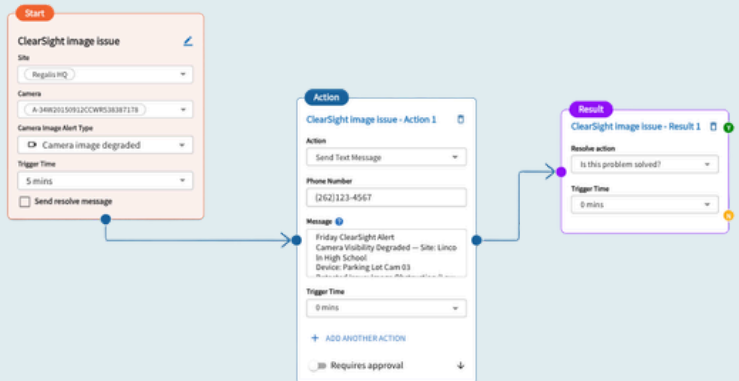 Start
ClearSight image issue
Site
Regalis HQ
Camera
A-34W20150912CCWR538387178
Camera Image Alert Type
Camera image degraded
Trigger Time
5 mins
Send resolve message
Action
ClearSight image issue - Action 1
Action
Send Text Message
Phone Number
(262)123-4567
Message
Friday ClearSight Alert
Camera Visibility Degraded — Site: Linco
ln High School
Device: Parking Lot Cam 03
Trigger Time
0 mins
+ ADD ANOTHER ACTION
Requires approval
Result
ClearSight image issue - Result 1
Resolve action
Is this problem solved?
Trigger Time
0 mins
Y
N